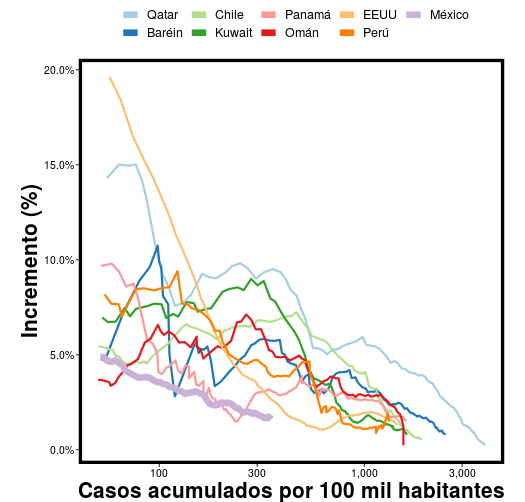 Qatar Chile Panamá EEUU México
Baréin Kuwait Omán Perú
20.0%
15.0%
10.0%
5.0%
0.0%
Incremento (%)
100 300 1,000 3,000
Casos acumulados por 100 mil habitantes